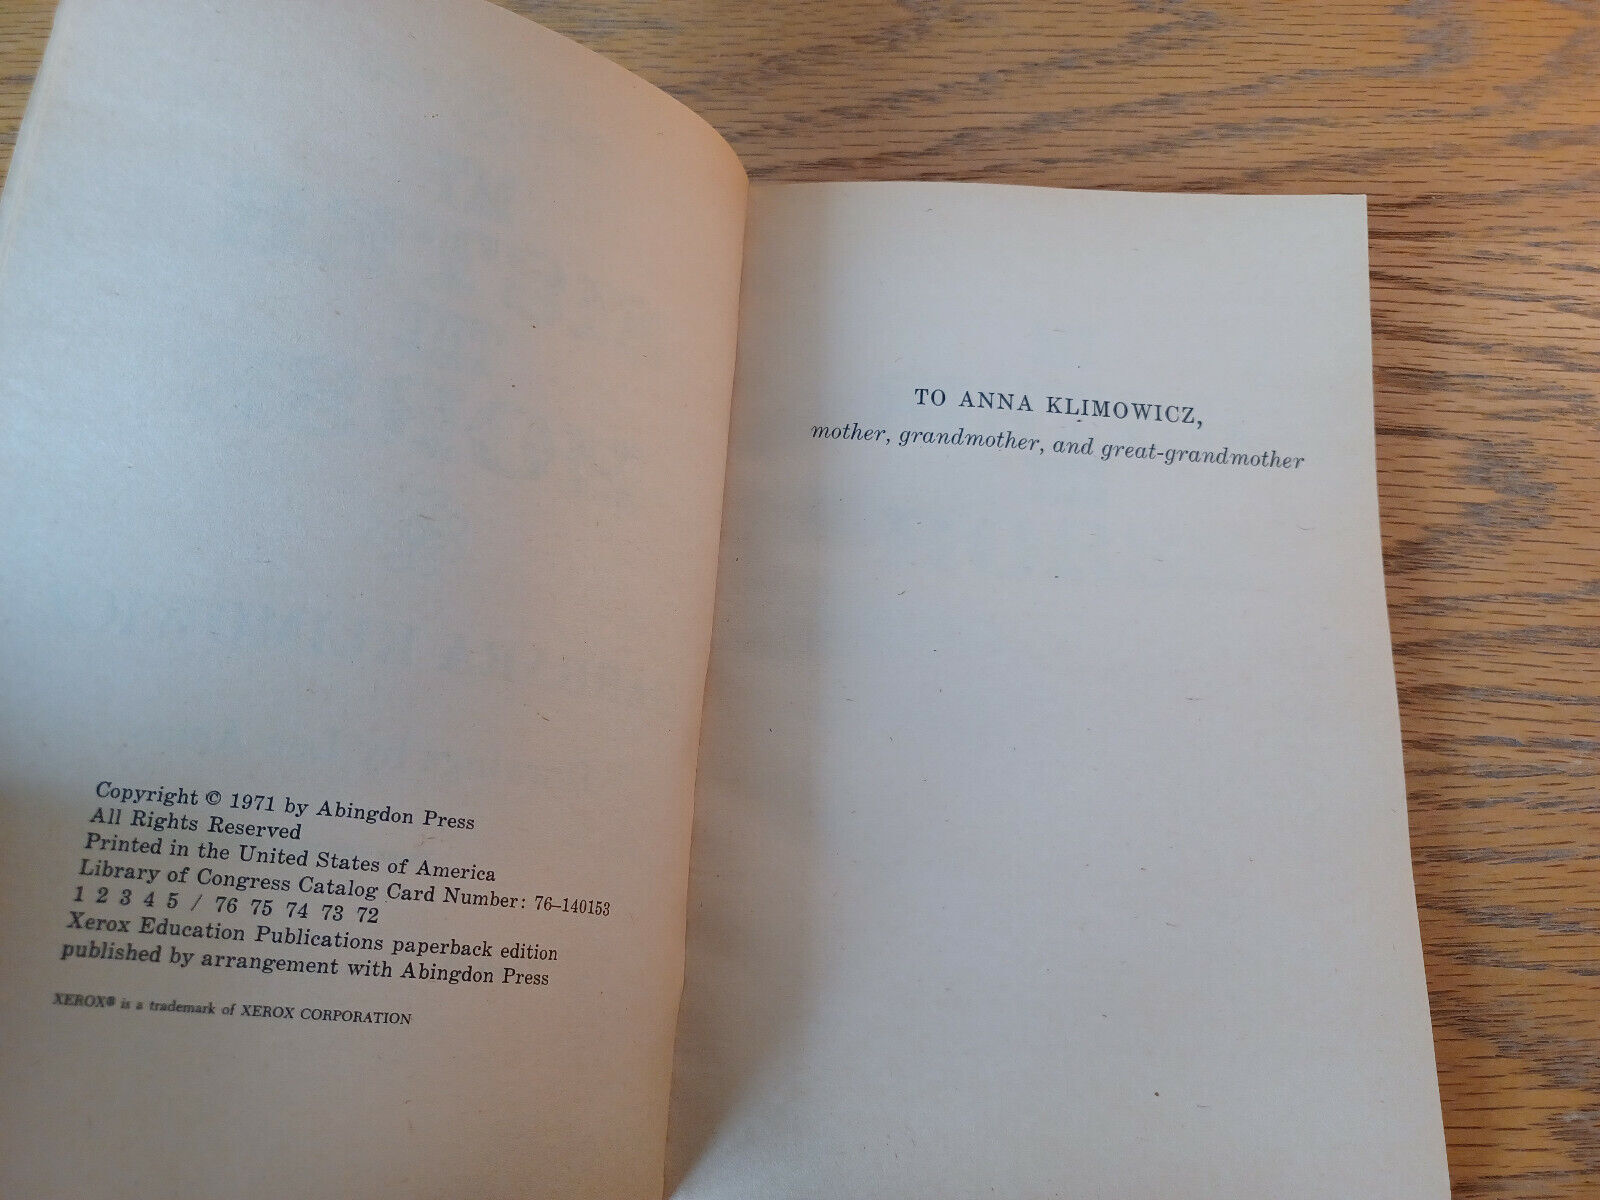 Copyright © 1971 by Abingdon Press
All Rights Reserved
Printed in the United States of America
Library of Congress Catalog Card Number: 76–140153
1 2 3 4 5 / 76 75 74 73 72
Xerox Education Publications paperback edition
published by arrangement with Abingdon Press
XEROX® is a trademark of XEROX CORPORATION
TO ANNA KLIMOWICZ,
mother, grandmother, and great-grandmother